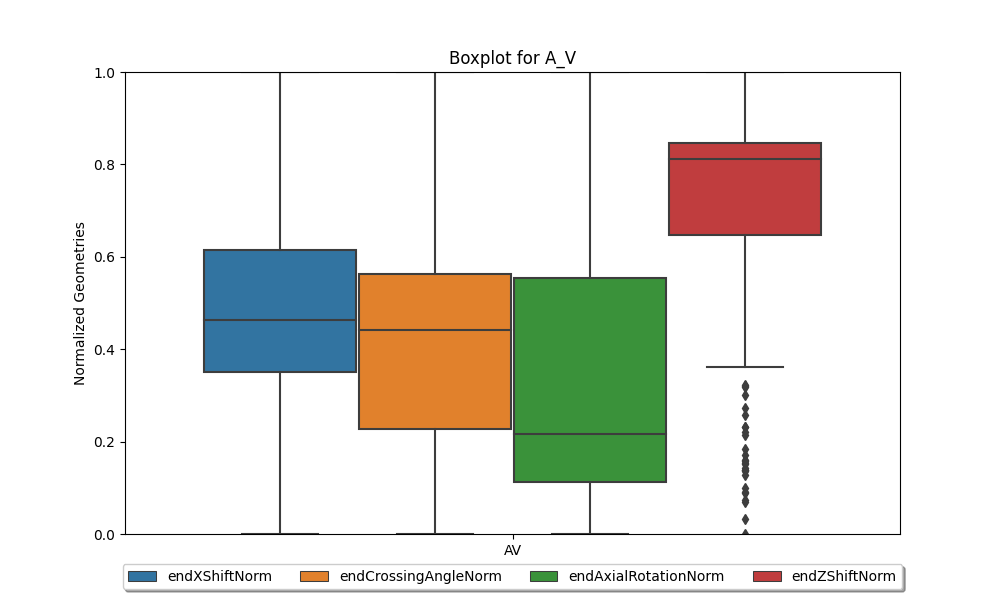 Boxplot for A_V
1.0
0.8
0.6
0.4
0.2
0.0
Normalized Geometries
AV
endXShiftNorm endCrossingAngleNorm endAxialRotationNorm endZShiftNorm